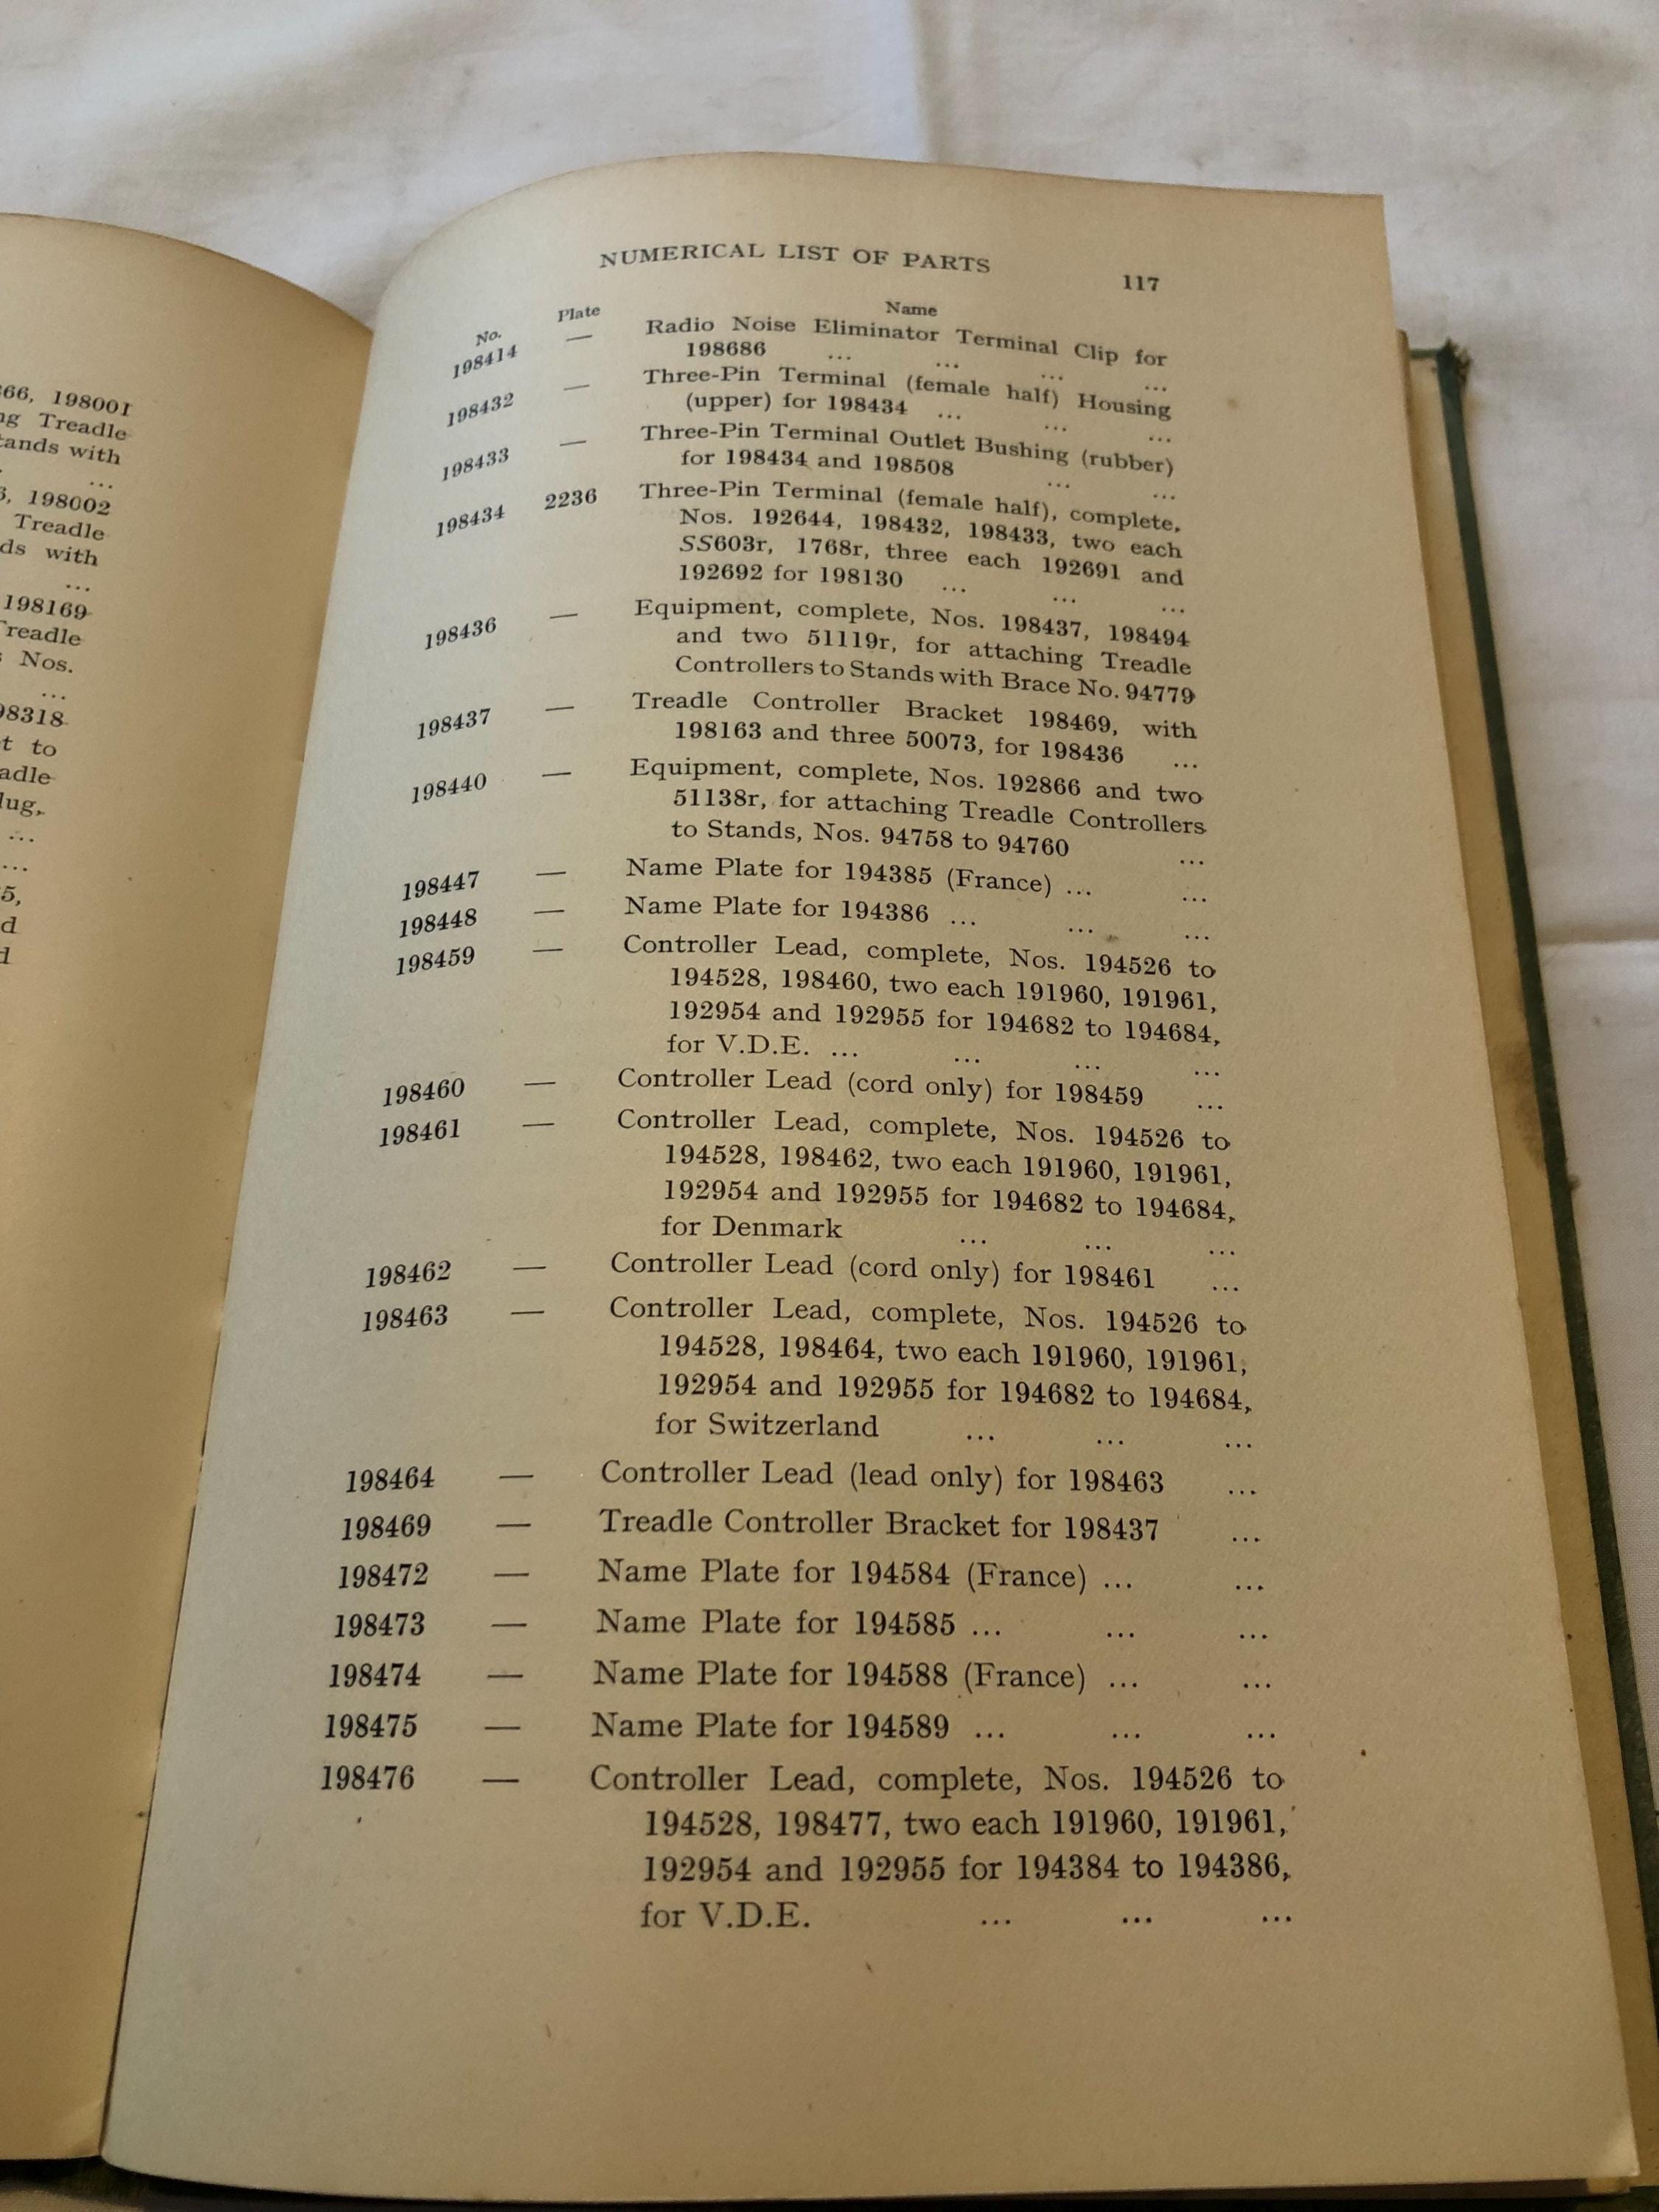 66, 198001
Treadle
with
...
198002
Treadle
with
...
198169
Treadle
Nos.
...
98318
to
...
...
5,
NUMERICAL LIST OF PARTS
117
No. Plate Name
198414 — Radio Noise Eliminator Terminal Clip for
198686 ... ... ... ...
198432 — Three-Pin Terminal (female half) Housing
(upper) for 198434 ... ... ...
198433 — Three-Pin Terminal Outlet Bushing (rubber)
for 198434 and 198508 ... ...
198434 2236 Three-Pin Terminal (female half), complete,
Nos. 192644, 198432, 198433, two each
SS603r, 1768r, three each 192691 and
192692 for 198130 ... ... ...
198436 — Equipment, complete, Nos. 198437, 198494
and two 51119r, for attaching Treadle
Controllers to Stands with Brace No. 94779
198437 — Treadle Controller Bracket 198469, with
198163 and three 50073, for 198436 ...
198440 — Equipment, complete, Nos. 192866 and two
51138r, for attaching Treadle Controllers
to Stands, Nos. 94758 to 94760 ...
198447 — Name Plate for 194385 (France) ... ...
198448 — Name Plate for 194386 ... ... ...
198459 — Controller Lead, complete, Nos. 194526 to
194528, 198460, two each 191960, 191961,
192954 and 192955 for 194682 to 194684,
for V.D.E. ... ... ... ...
198460 — Controller Lead (cord only) for 198459 ...
198461 — Controller Lead, complete, Nos. 194526 to
194528, 198462, two each 191960, 191961,
192954 and 192955 for 194682 to 194684,
for Denmark ... ... ...
198462 — Controller Lead (cord only) for 198461 ...
198463 — Controller Lead, complete, Nos. 194526 to
194528, 198464, two each 191960, 191961,
192954 and 192955 for 194682 to 194684,
for Switzerland ... ... ...
198464 — Controller Lead (lead only) for 198463 ...
198469 — Treadle Controller Bracket for 198437 ...
198472 — Name Plate for 194584 (France) ... ...
198473 — Name Plate for 194585 ... ... ...
198474 — Name Plate for 194588 (France) ... ...
198475 — Name Plate for 194589 ... ... ...
198476 — Controller Lead, complete, Nos. 194526 to
194528, 198477, two each 191960, 191961,
192954 and 192955 for 194384 to 194386,
for V.D.E. ... ... ...